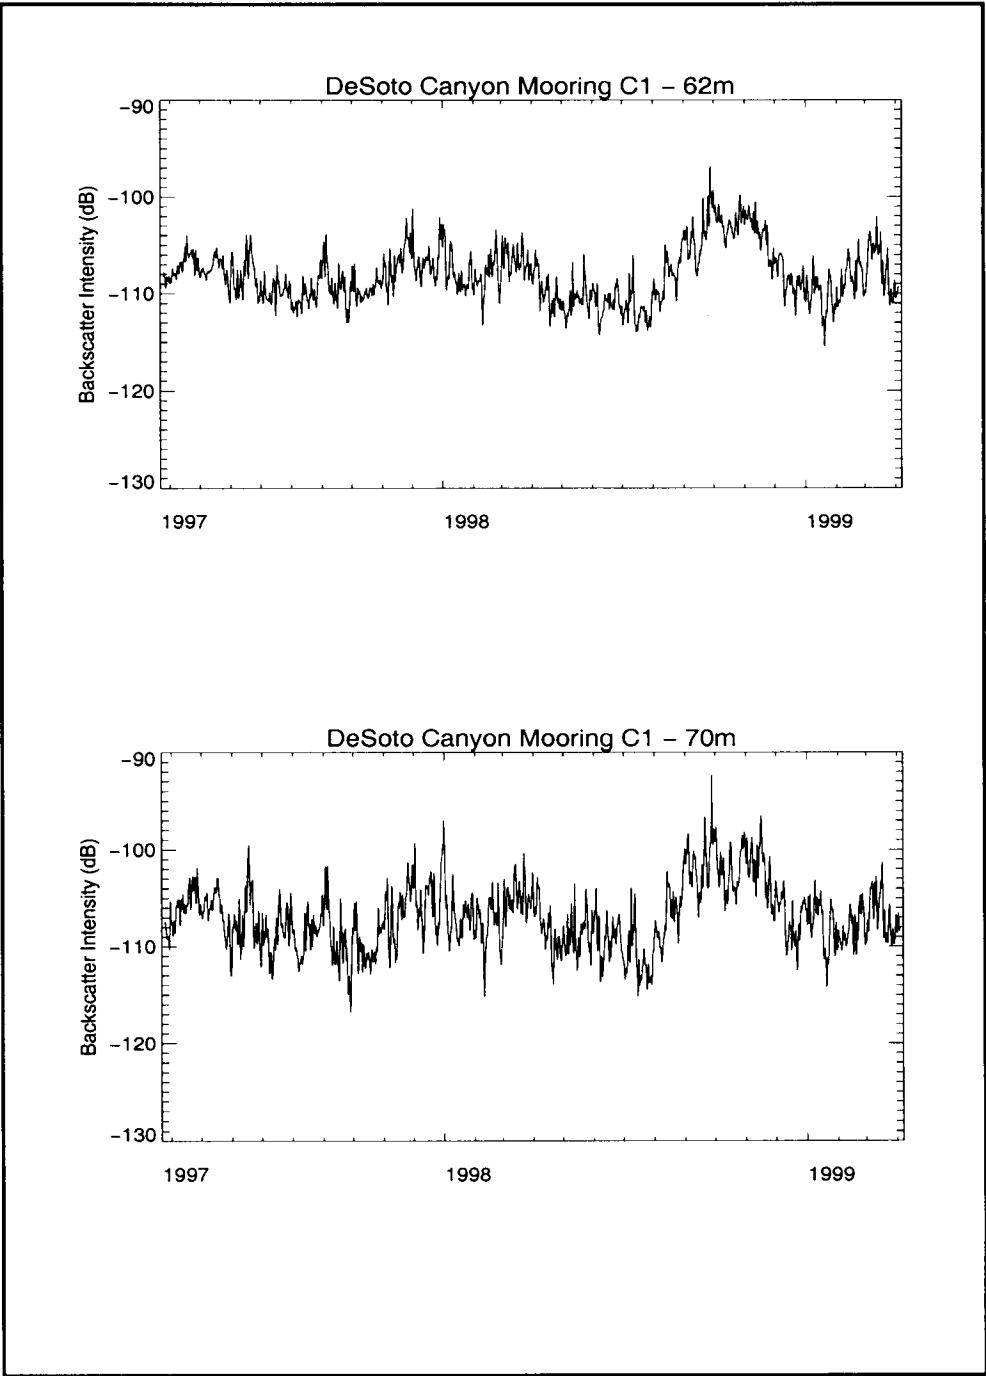 DeSoto Canyon Mooring C1 – 62m
−90
−100
−110
−120
−130
Backscatter Intensity (dB)
1997 1998 1999
DeSoto Canyon Mooring C1 – 70m
−90
−100
−110
−120
−130
Backscatter Intensity (dB)
1997 1998 1999